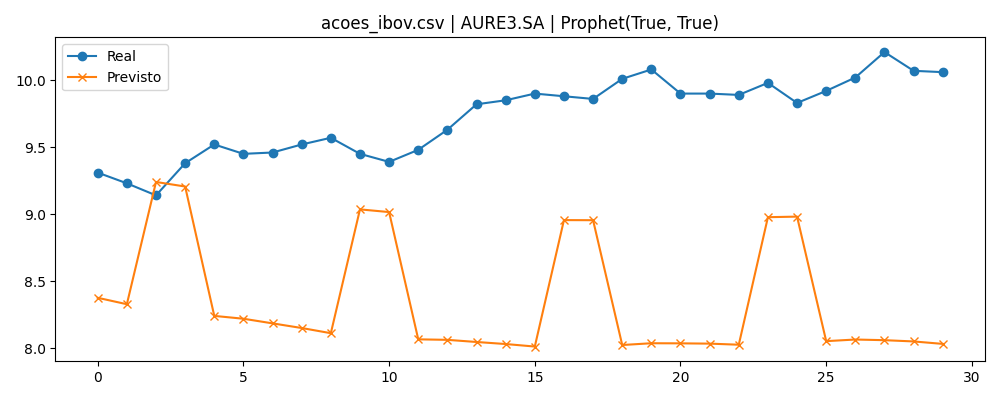 acoes_ibov.csv | AURE3.SA | Prophet(True, True)
Real
Previsto
10.0
9.5
9.0
8.5
8.0
0 5 10 15 20 25 30